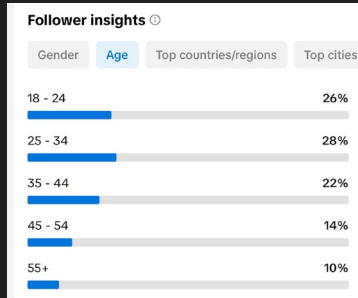 Follower insights
Gender Age Top countries/regions Top cities
18 - 24 26%
25 - 34 28%
35 - 44 22%
45 - 54 14%
55+ 10%